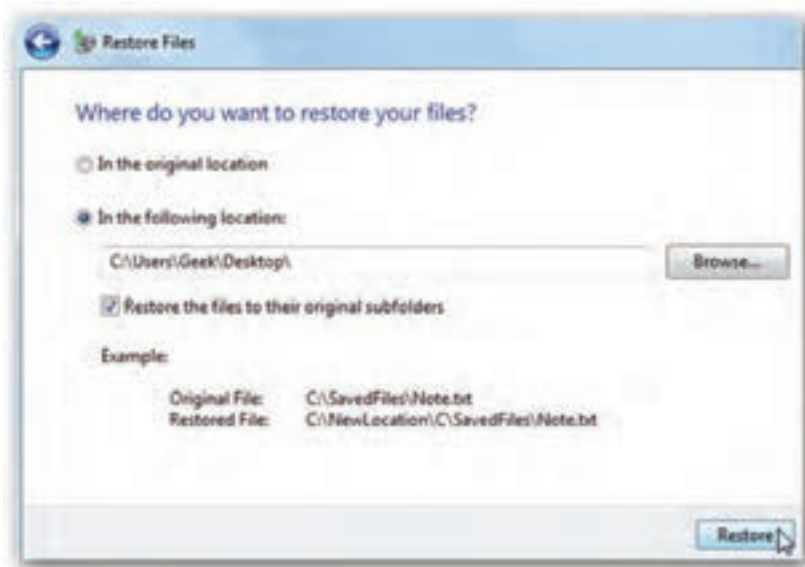 Restore Files
Where do you want to restore your files?
In the original location
In the following location:
C:\Users\Geek\Desktop\
Browse...
Restore the files to their original subfolders
Example:
Original File: C:\SavedFiles\Note.txt
Restored File: C:\NewLocation\C\SavedFiles\Note.txt
Restore